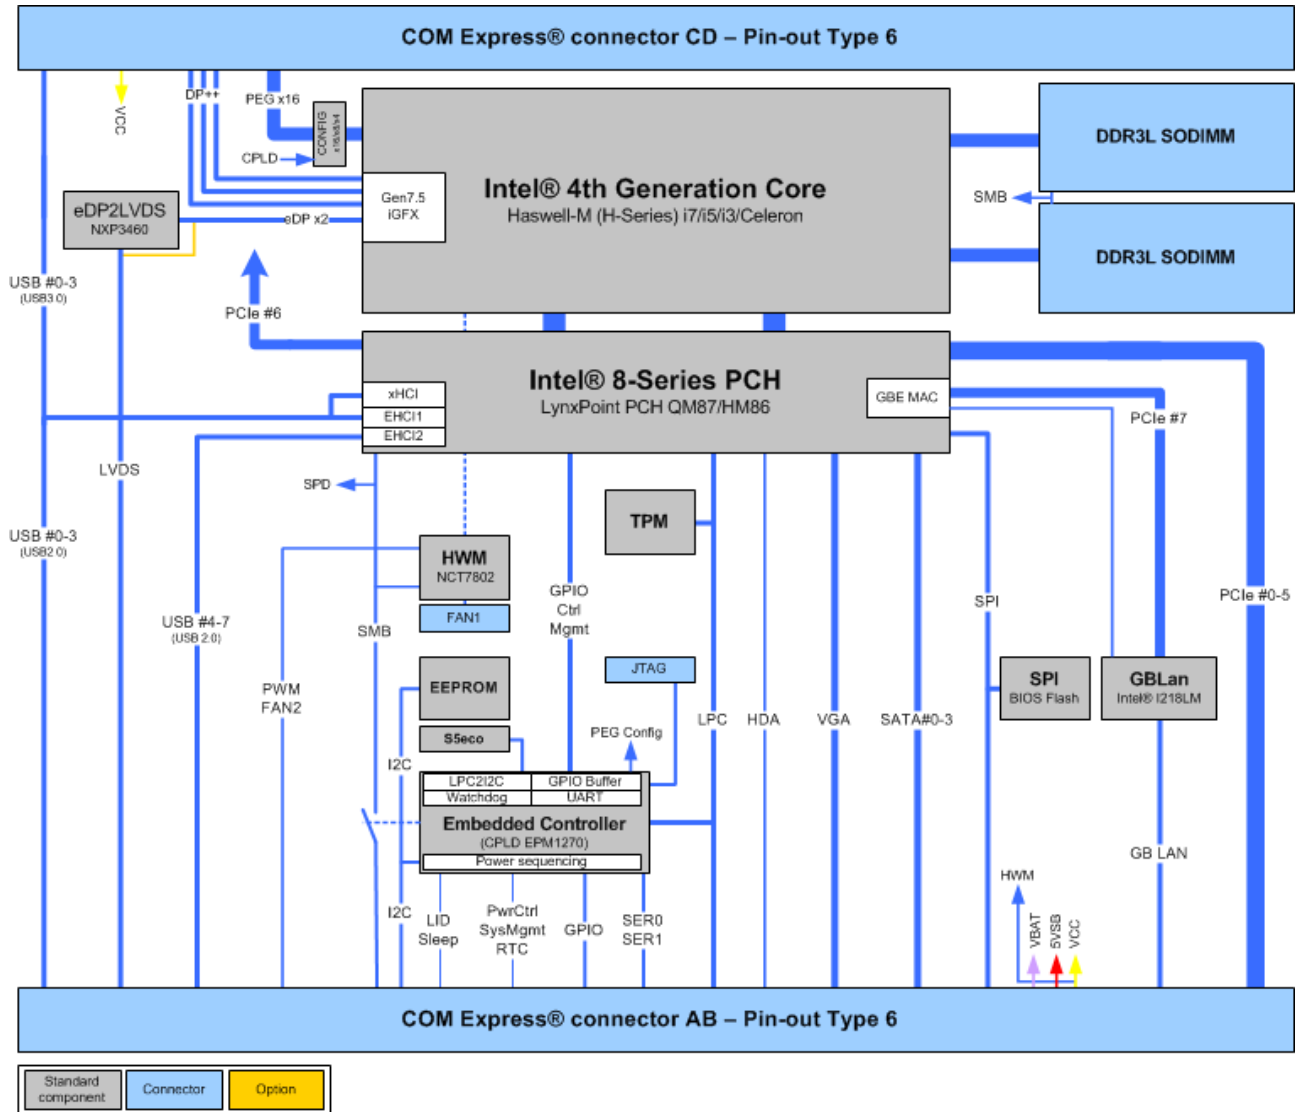 COM Express® connector CD – Pin-out Type 6
DP++
PEG x16
VCC
CONFIG
x16/x8/x4
CPLD
Intel® 4th Generation Core
Haswell-M (H-Series) i7/i5/i3/Celeron
Gen7.5
iGFX
DDR3L SODIMM
SMB
DDR3L SODIMM
eDP2LVDS
NXP3460
eDP x2
USB #0-3
(USB3.0)
PCIe #6
Intel® 8-Series PCH
LynxPoint PCH QM87/HM86
xHCI
EHCI1
EHCI2
GBE MAC
PCIe #7
LVDS
SPD
TPM
USB #0-3
(USB2.0)
HWM
NCT7802
FAN1
GPIO
Ctrl
Mgmt
SPI
PCIe #0-5
USB #4-7
(USB 2.0)
SMB
JTAG
EEPROM
SPI
BIOS Flash
GBLan
Intel® I218LM
PWM
FAN2
S5eco
PEG Config
LPC
HDA
VGA
SATA#0-3
I2C
LPC2I2C
GPIO Buffer
Watchdog
UART
Embedded Controller
(CPLD EPM1270)
Power sequencing
GB LAN
HWM
I2C
LID
Sleep
PwrCtrl
SysMgmt
RTC
GPIO
SER0
SER1
VBAT
5VSB
VCC
COM Express® connector AB – Pin-out Type 6
Standard
component
Connector
Option